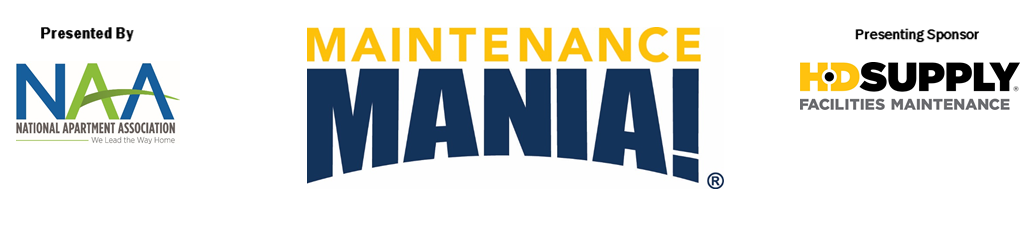 Presented By
NAA
NATIONAL APARTMENT ASSOCIATION
We Lead the Way Home
MAINTENANCE
MANIA!®
Presenting Sponsor
HDSUPPLY®
FACILITIES MAINTENANCE